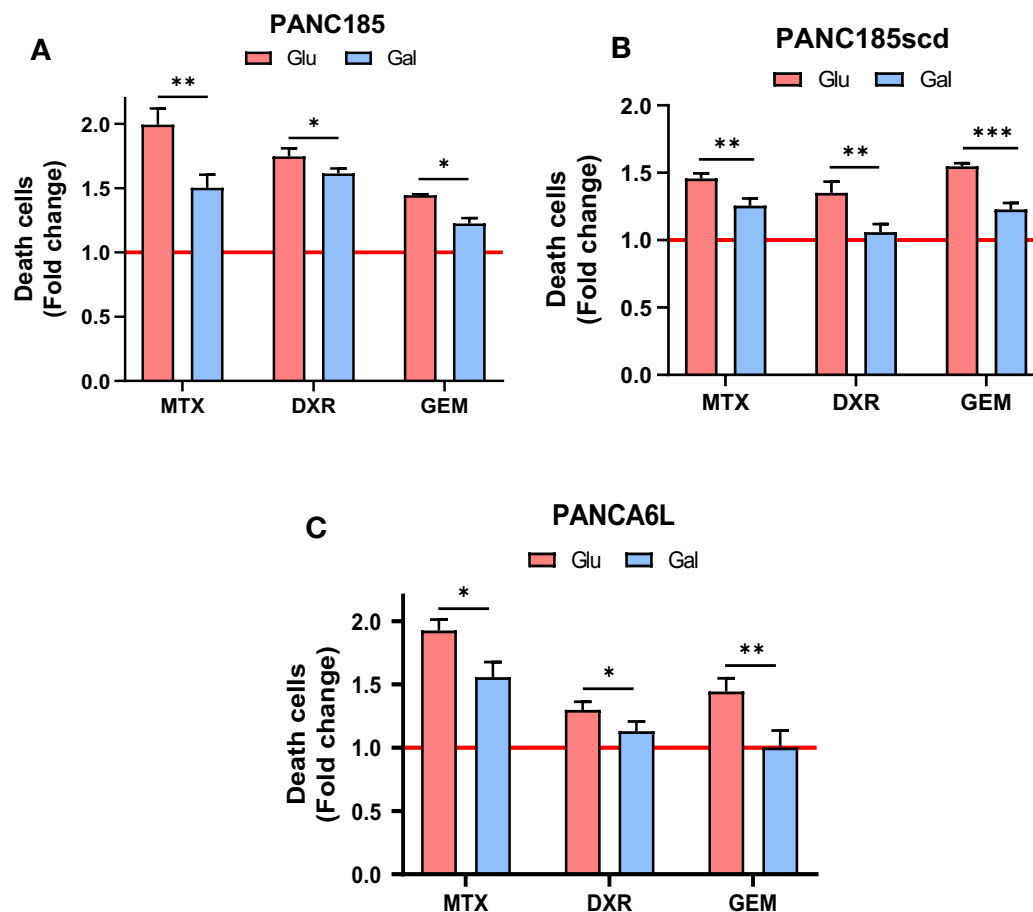 A
PANC185
Glu Gal
Death cells
(Fold change)
2.0
1.5
1.0
0.5
0.0
**
*
*
MTX DXR GEM
B
PANC185scd
Glu Gal
Death cells
(Fold change)
2.0
1.5
1.0
0.5
0.0
**
**
***
MTX DXR GEM
C
PANCA6L
Glu Gal
Death cells
(Fold change)
2.0
1.5
1.0
0.5
0.0
*
*
**
MTX DXR GEM